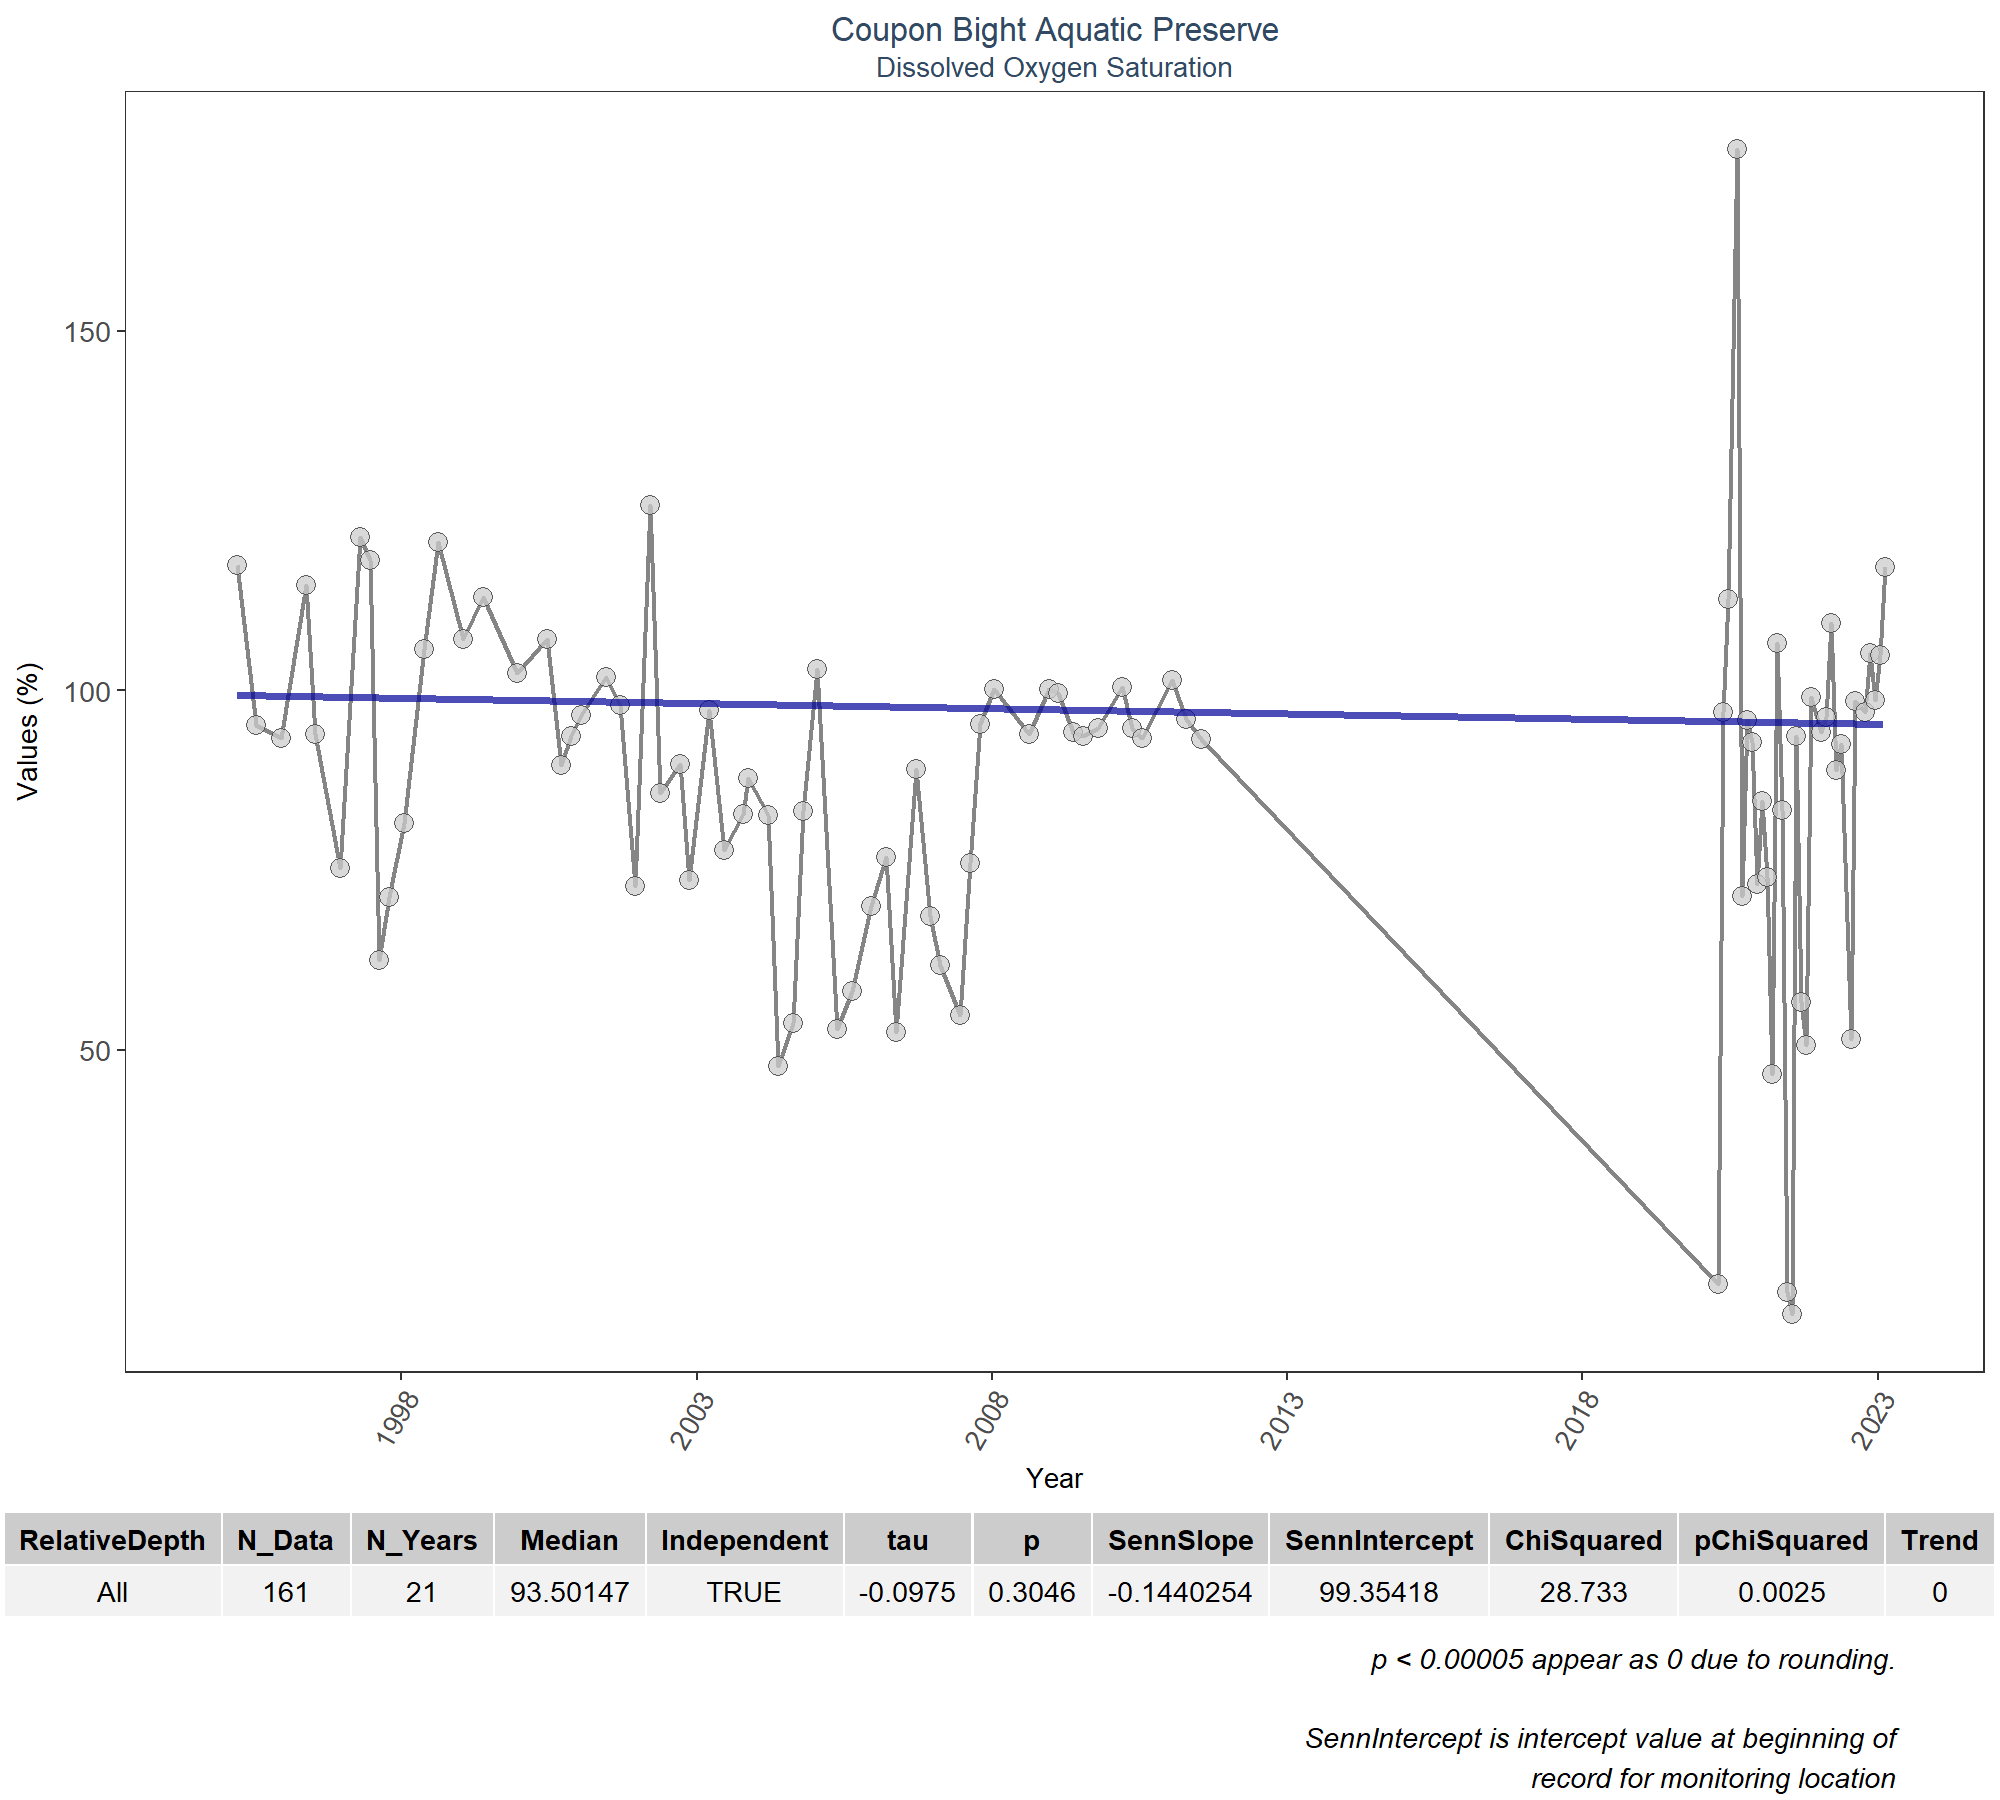 Coupon Bight Aquatic Preserve
Dissolved Oxygen Saturation
Values (%)
150
100
50
1998
2003
2008
2013
2018
2023
Year
RelativeDepth N_Data N_Years Median Independent tau p SennSlope SennIntercept ChiSquared pChiSquared Trend
All 161 21 93.50147 TRUE -0.0975 0.3046 -0.1440254 99.35418 28.733 0.0025 0
p < 0.00005 appear as 0 due to rounding.
SennIntercept is intercept value at beginning of
record for monitoring location